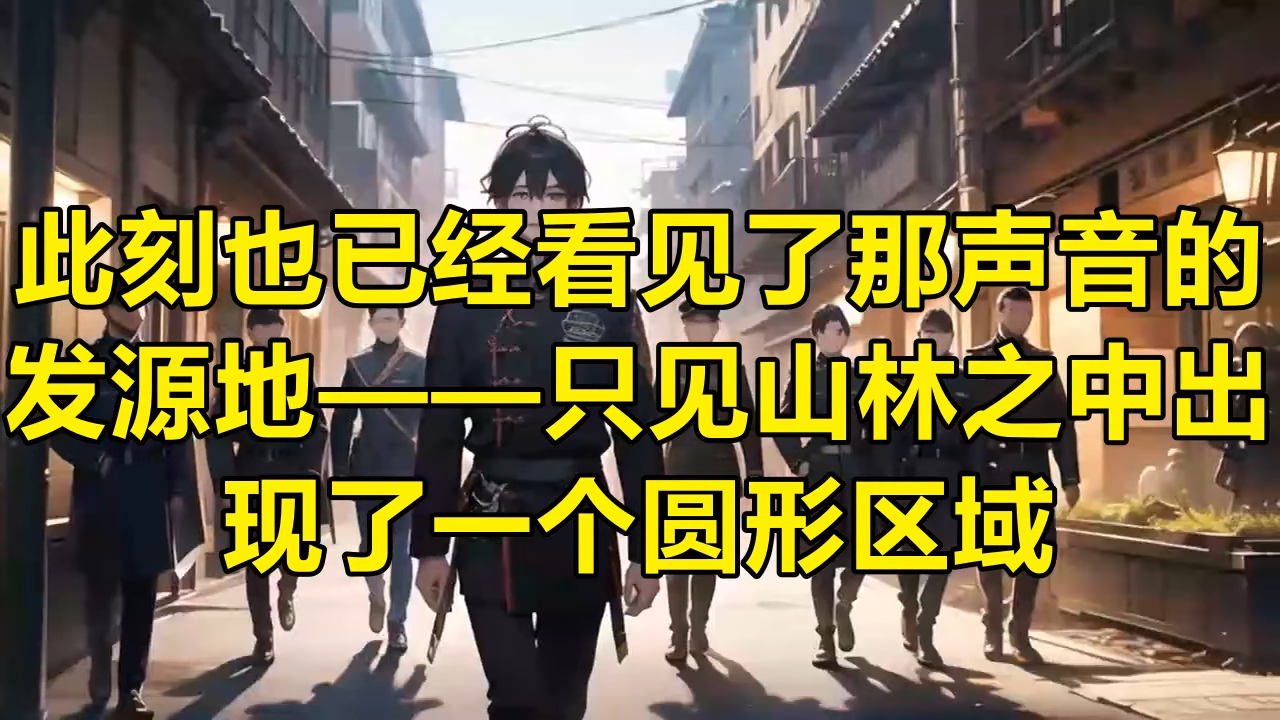 此刻也已经看见了那声音的
发源地——只见山林之中出
现了一个圆形区域